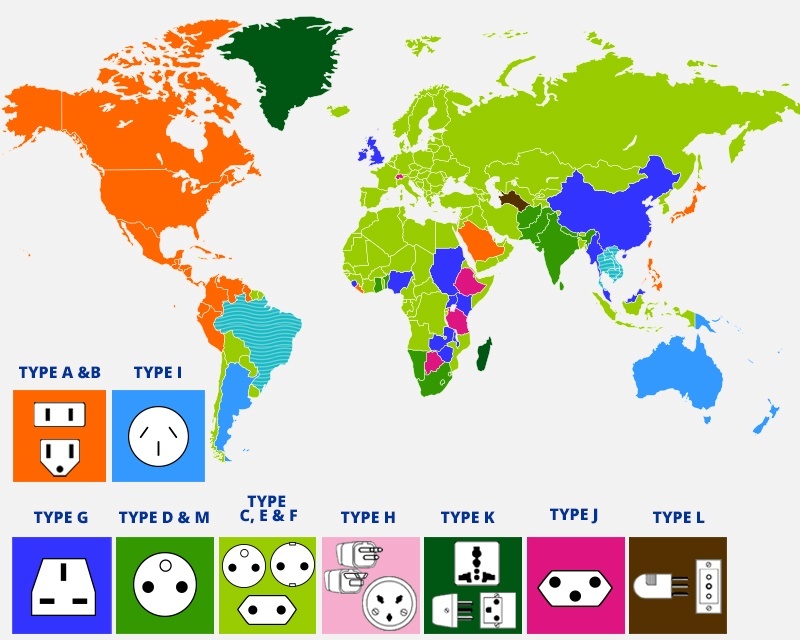 TYPE A &B
TYPE I
TYPE G
TYPE D & M
TYPE
C, E & F
TYPE H
TYPE K
TYPE J
TYPE L